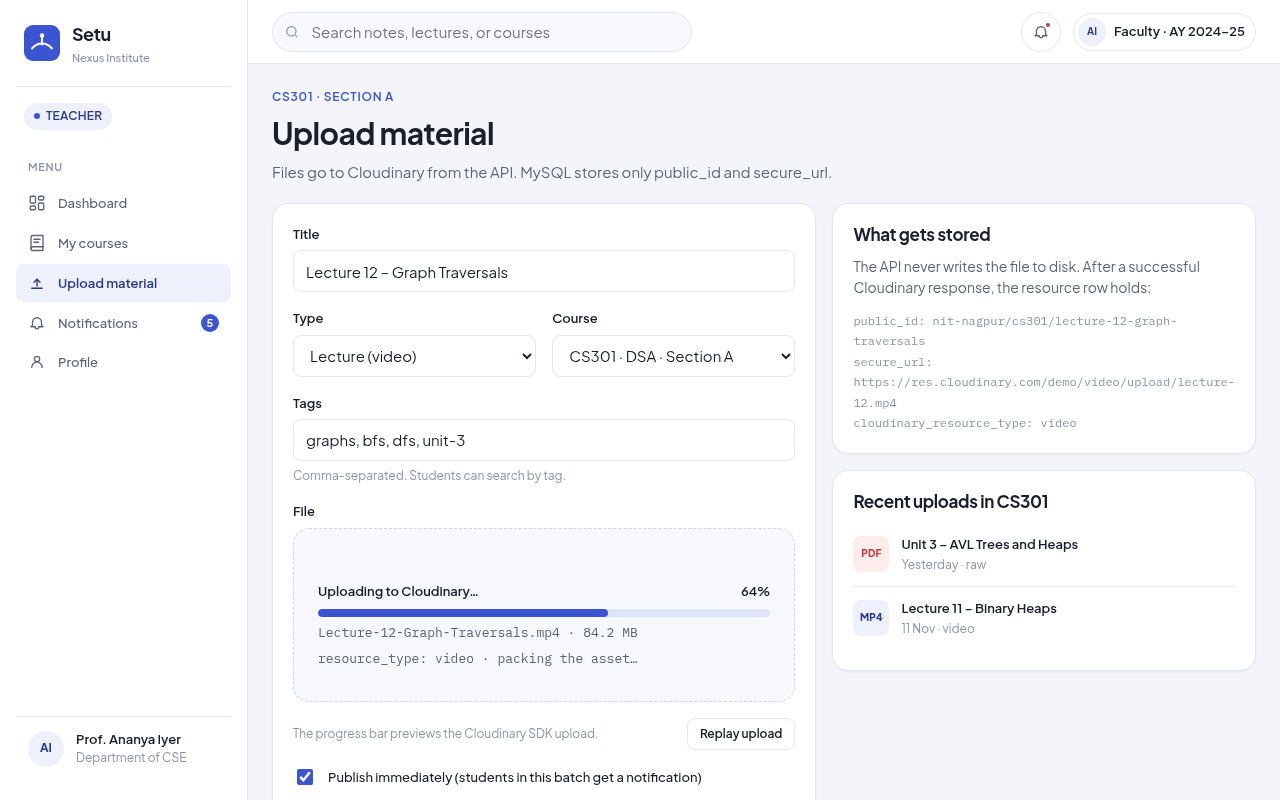 Setu
Nexus Institute
TEACHER
MENU
Dashboard
My courses
Upload material
Notifications
5
Profile
AI
Prof. Ananya Iyer
Department of CSE
Search notes, lectures, or courses
AI
Faculty · AY 2024–25
CS301 · SECTION A
Upload material
Files go to Cloudinary from the API. MySQL stores only public_id and secure_url.
Title
Lecture 12 – Graph Traversals
Type
Course
Lecture (video)
CS301 · DSA · Section A
Tags
graphs, bfs, dfs, unit-3
Comma-separated. Students can search by tag.
File
Uploading to Cloudinary…
64%
Lecture-12-Graph-Traversals.mp4 · 84.2 MB
resource_type: video · packing the asset…
The progress bar previews the Cloudinary SDK upload.
Replay upload
Publish immediately (students in this batch get a notification)
What gets stored
The API never writes the file to disk. After a successful
Cloudinary response, the resource row holds:
public_id: nit-nagpur/cs301/lecture-12-graph-
traversals
secure_url:
https://res.cloudinary.com/demo/video/upload/lecture-
12.mp4
cloudinary_resource_type: video
Recent uploads in CS301
PDF
Unit 3 – AVL Trees and Heaps
Yesterday · raw
MP4
Lecture 11 – Binary Heaps
11 Nov · video